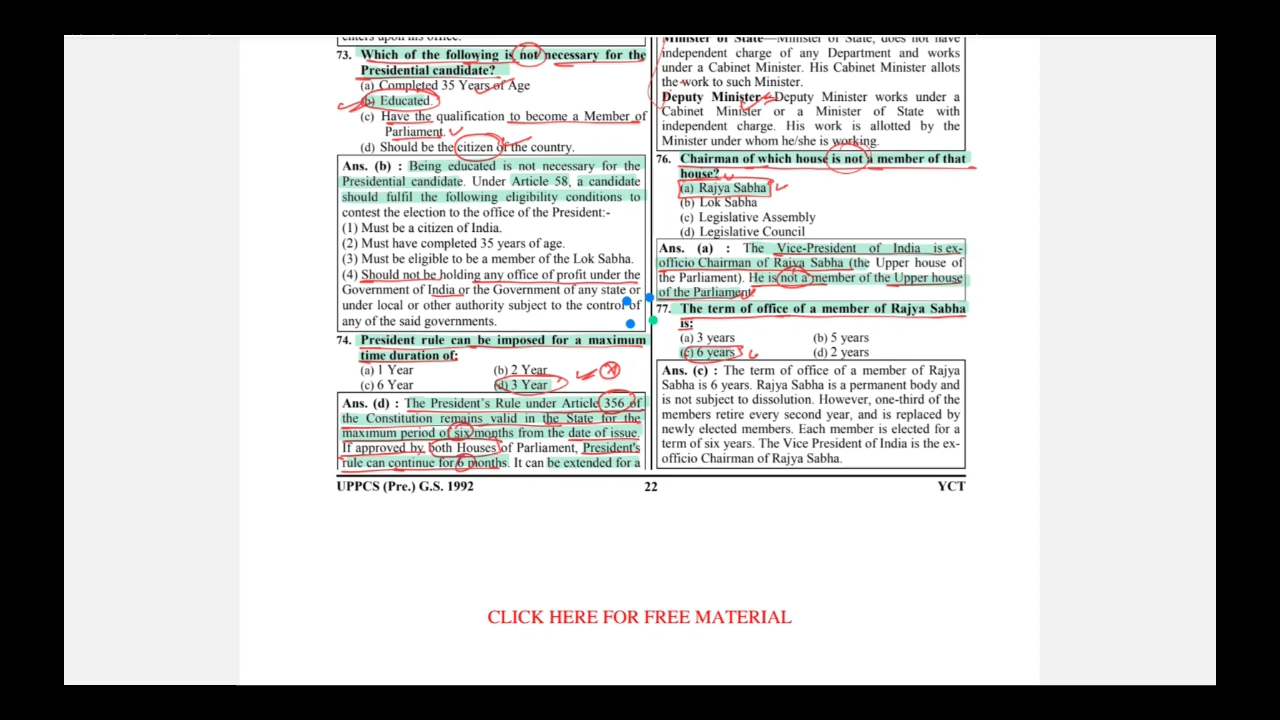 enters upon his office.
73. Which of the following is not necessary for the
Presidential candidate?
(a) Completed 35 Years of Age
(b) Educated.
(c) Have the qualification to become a Member of
Parliament.
(d) Should be the citizen of the country.
Ans. (b) : Being educated is not necessary for the
Presidential candidate. Under Article 58, a candidate
should fulfil the following eligibility conditions to
contest the election to the office of the President:-
(1) Must be a citizen of India.
(2) Must have completed 35 years of age.
(3) Must be eligible to be a member of the Lok Sabha.
(4) Should not be holding any office of profit under the
Government of India or the Government of any state or
under local or other authority subject to the control of
any of the said governments.
74. President rule can be imposed for a maximum
time duration of:
(a) 1 Year (b) 2 Year
(c) 6 Year (d) 3 Year
Ans. (d) : The President's Rule under Article 356 of
the Constitution remains valid in the State for the
maximum period of six months from the date of issue.
If approved by both Houses of Parliament, President's
rule can continue for 6 months. It can be extended for a
Minister of State—Minister of State, does not have
independent charge of any Department and works
under a Cabinet Minister. His Cabinet Minister allots
the work to such Minister.
Deputy Minister—Deputy Minister works under a
Cabinet Minister or a Minister of State with
independent charge. His work is allotted by the
Minister under whom he/she is working.
76. Chairman of which house is not a member of that
house?
(a) Rajya Sabha
(b) Lok Sabha
(c) Legislative Assembly
(d) Legislative Council
Ans. (a) : The Vice-President of India is ex-
officio Chairman of Rajya Sabha (the Upper house of
the Parliament). He is not a member of the Upper house
of the Parliament.
77. The term of office of a member of Rajya Sabha
is:
(a) 3 years (b) 5 years
(c) 6 years (d) 2 years
Ans. (c) : The term of office of a member of Rajya
Sabha is 6 years. Rajya Sabha is a permanent body and
is not subject to dissolution. However, one-third of the
members retire every second year, and is replaced by
newly elected members. Each member is elected for a
term of six years. The Vice President of India is the ex-
officio Chairman of Rajya Sabha.
UPPCS (Pre.) G.S. 1992 22 YCT
CLICK HERE FOR FREE MATERIAL